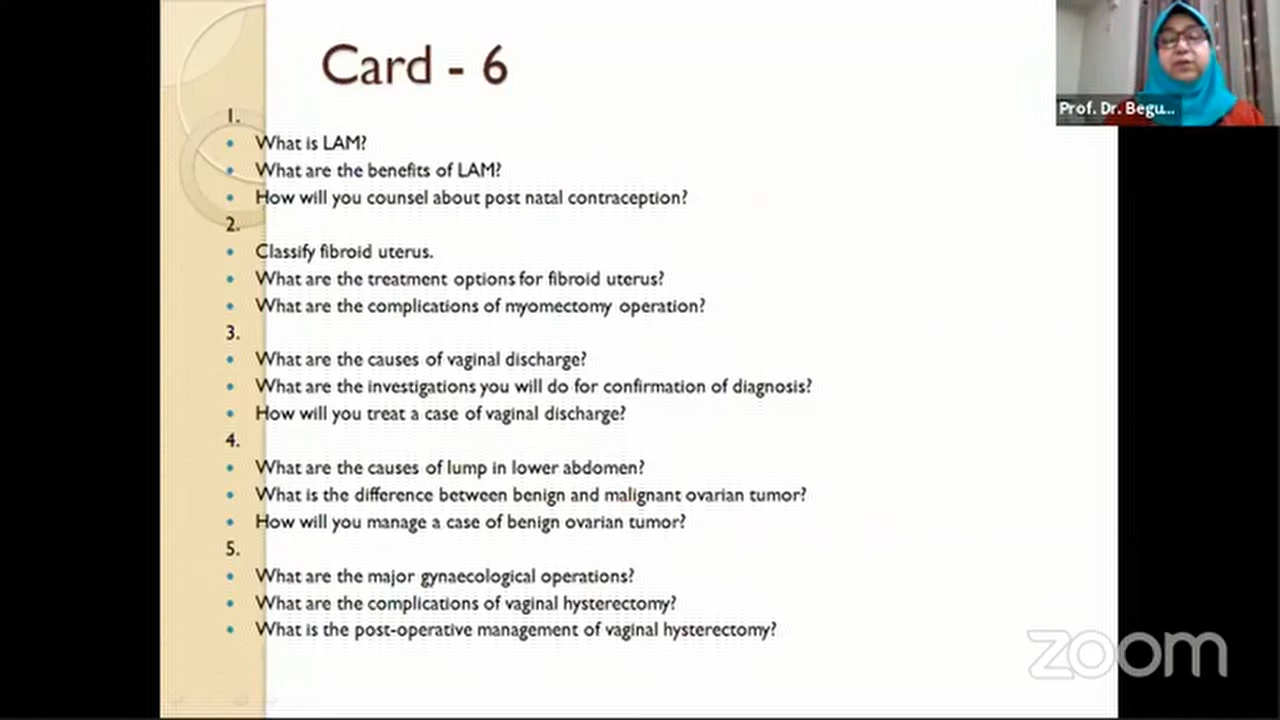 Card - 6
Prof. Dr. Begu...
1.
• What is LAM?
• What are the benefits of LAM?
• How will you counsel about post natal contraception?
2.
• Classify fibroid uterus.
• What are the treatment options for fibroid uterus?
• What are the complications of myomectomy operation?
3.
• What are the causes of vaginal discharge?
• What are the investigations you will do for confirmation of diagnosis?
• How will you treat a case of vaginal discharge?
4.
• What are the causes of lump in lower abdomen?
• What is the difference between benign and malignant ovarian tumor?
• How will you manage a case of benign ovarian tumor?
5.
• What are the major gynaecological operations?
• What are the complications of vaginal hysterectomy?
• What is the post-operative management of vaginal hysterectomy?
zoom